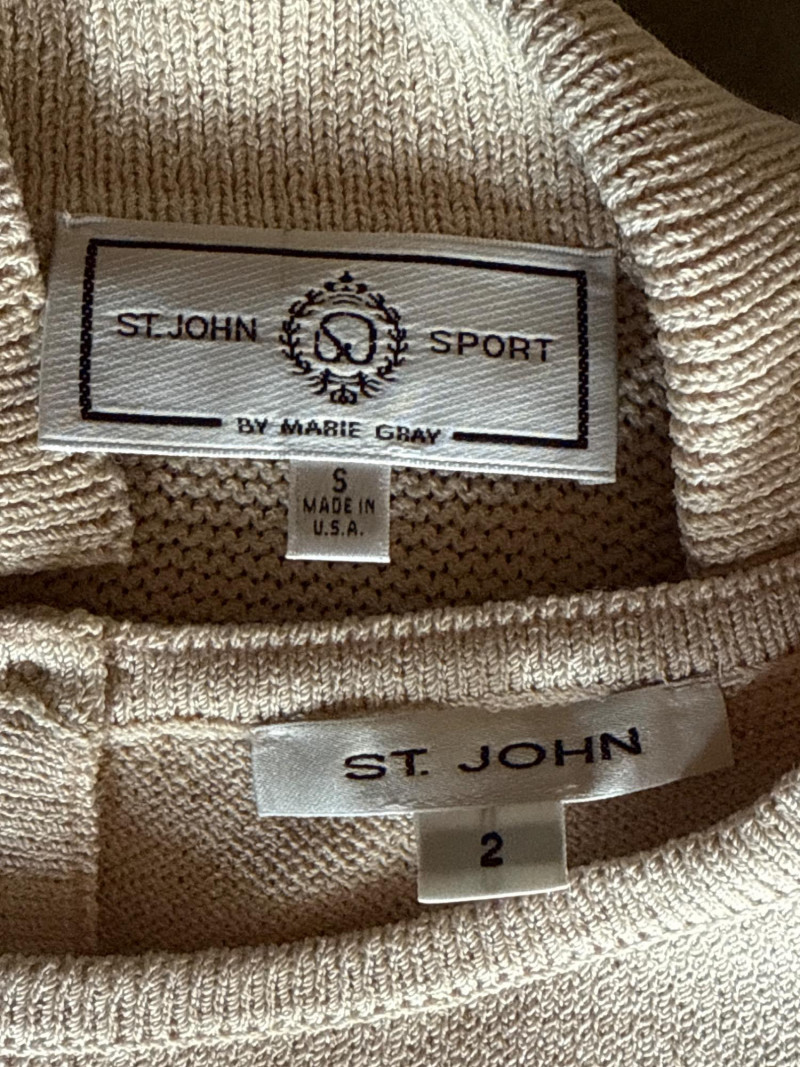 ST. JOHN SPORT
BY MARIE GRAY
S
MADE IN
U.S.A.
ST. JOHN
2